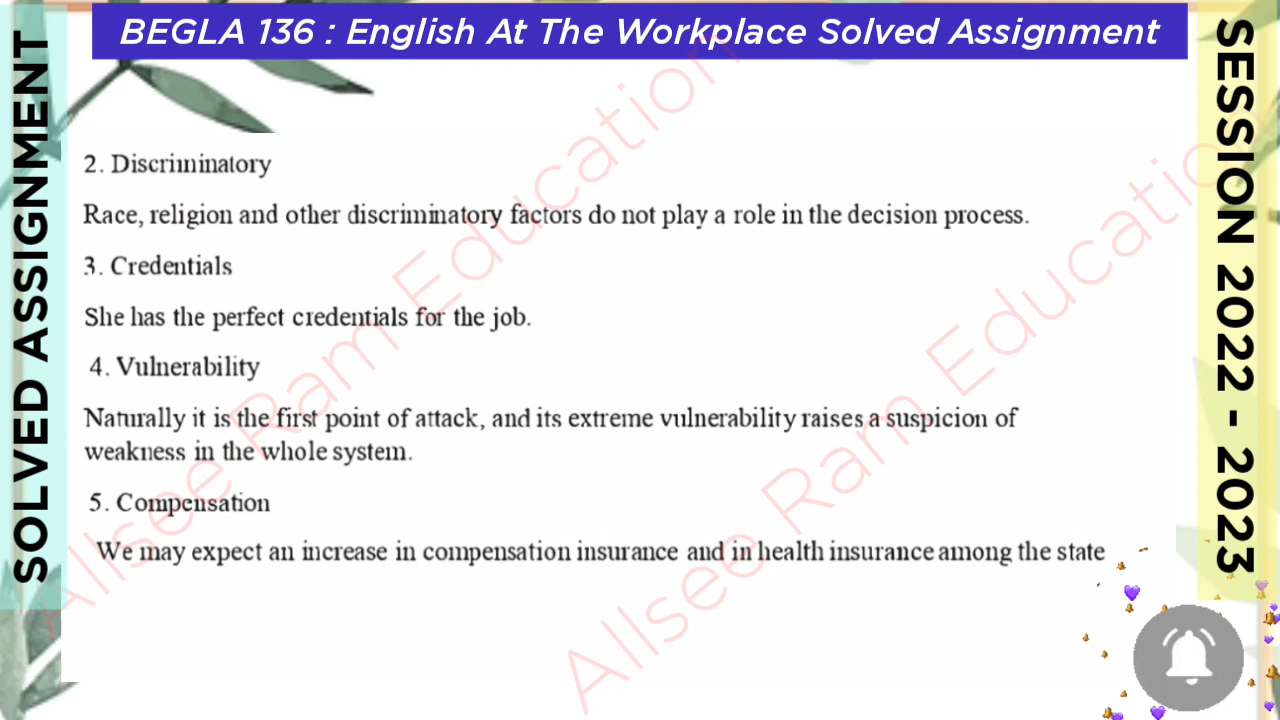 BEGLA 136 : English At The Workplace Solved Assignment
SOLVED ASSIGNMENT
SESSION 2022 - 2023
2. Discriminatory
Race, religion and other discriminatory factors do not play a role in the decision process.
3. Credentials
She has the perfect credentials for the job.
4. Vulnerability
Naturally it is the first point of attack, and its extreme vulnerability raises a suspicion of
weakness in the whole system.
5. Compensation
We may expect an increase in compensation insurance and in health insurance among the state
Allsee Ram Education
Allsee Ram Education